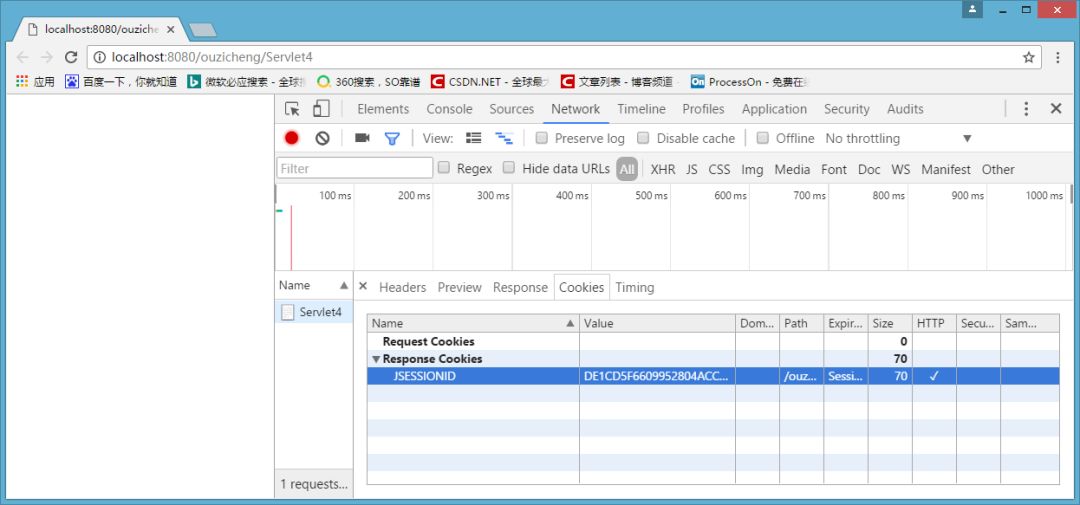 localhost:8080/ouziche
localhost:8080/ouzicheng/Servlet4
应用 百度一下，你就知道 微软必应搜索 - 全球 360搜索，SO靠谱 CSDN.NET - 全球最 文章列表 - 博客频道 - ProcessOn - 免费在
Elements Console Sources Network Timeline Profiles Application Security Audits
View: Preserve log Disable cache Offline No throttling
Filter Regex Hide data URLs All XHR JS CSS Img Media Font Doc WS Manifest Other
100 ms 200 ms 300 ms 400 ms 500 ms 600 ms 700 ms 800 ms 900 ms 1000 ms
Name Headers Preview Response Cookies Timing
Servlet4
Name Value Dom... Path Expir... Size HTTP Secu... Sam...
Request Cookies 0
Response Cookies 70
JSESSIONID DE1CD5F6609952804ACC... /ouz... Sessi... 70 ✓
1 requests...